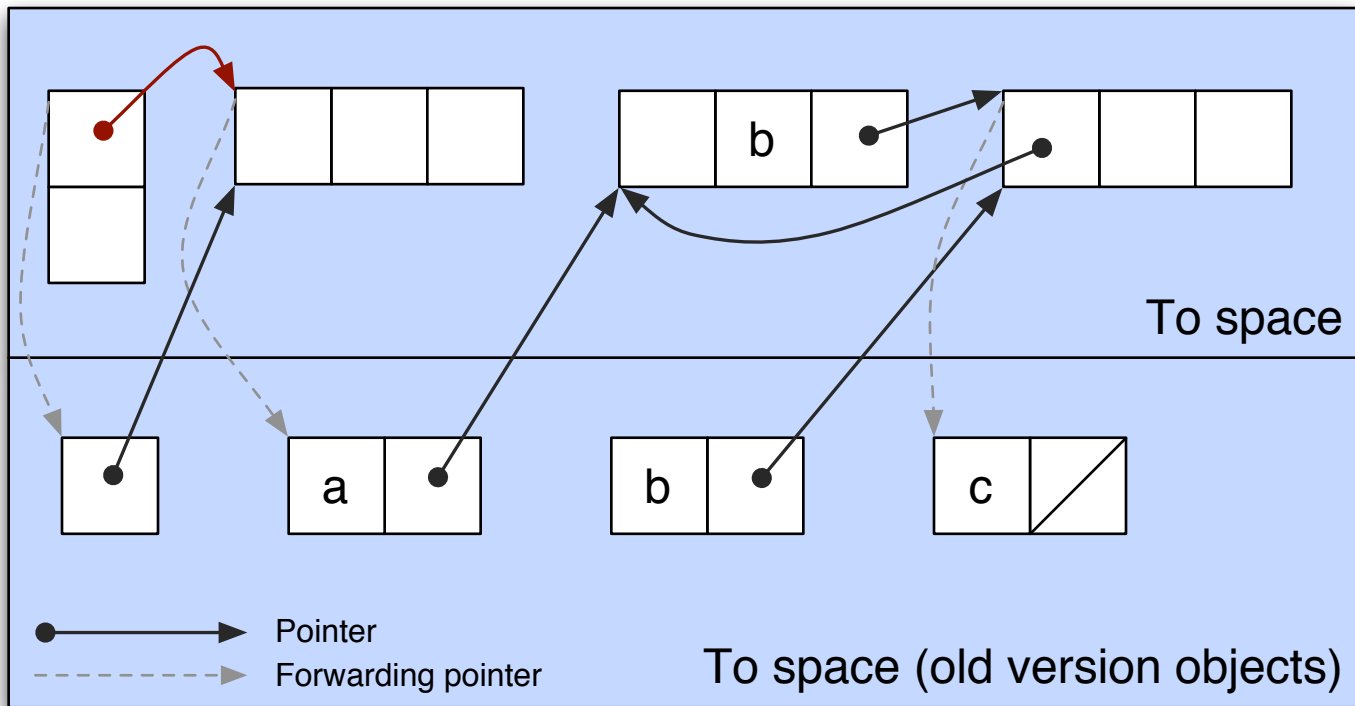 b
To space
a
b
c
Pointer
Forwarding pointer
To space (old version objects)